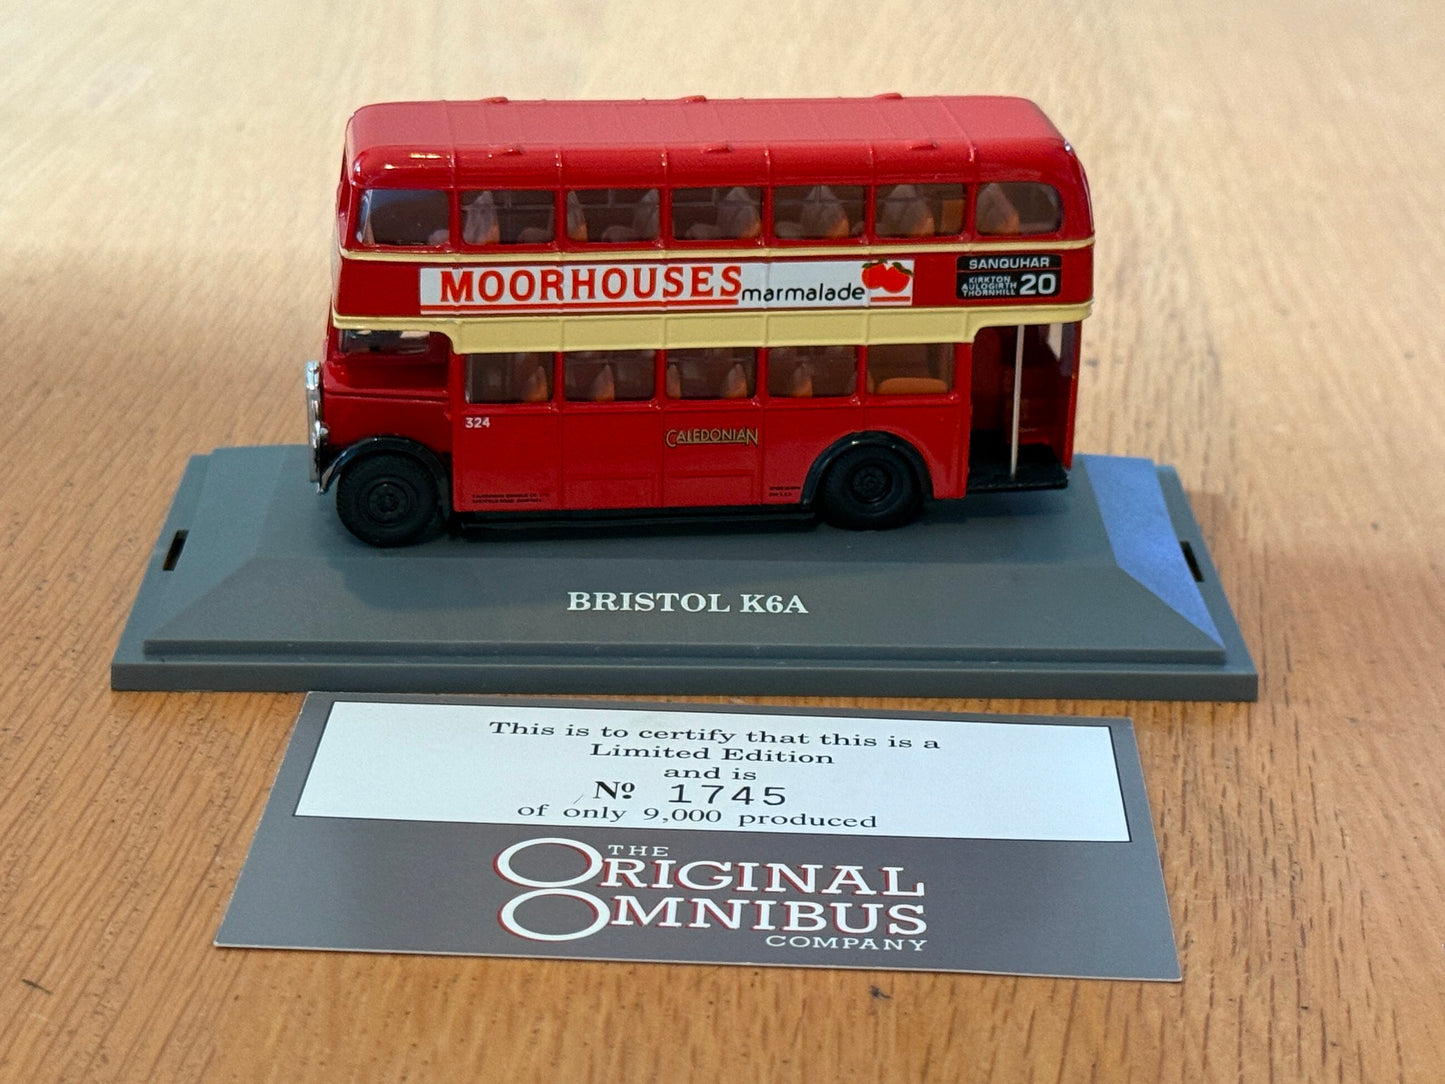 MOORHOUSES marmalade
SANQUHAR
KIRKTON
AULDGIRTH
THORNHILL
20
324
CALEDONIAN
BRISTOL K6A
This is to certify that this is a
Limited Edition
and is
Nº 1745
of only 9,000 produced
THE
ORIGINAL
OMNIBUS
COMPANY